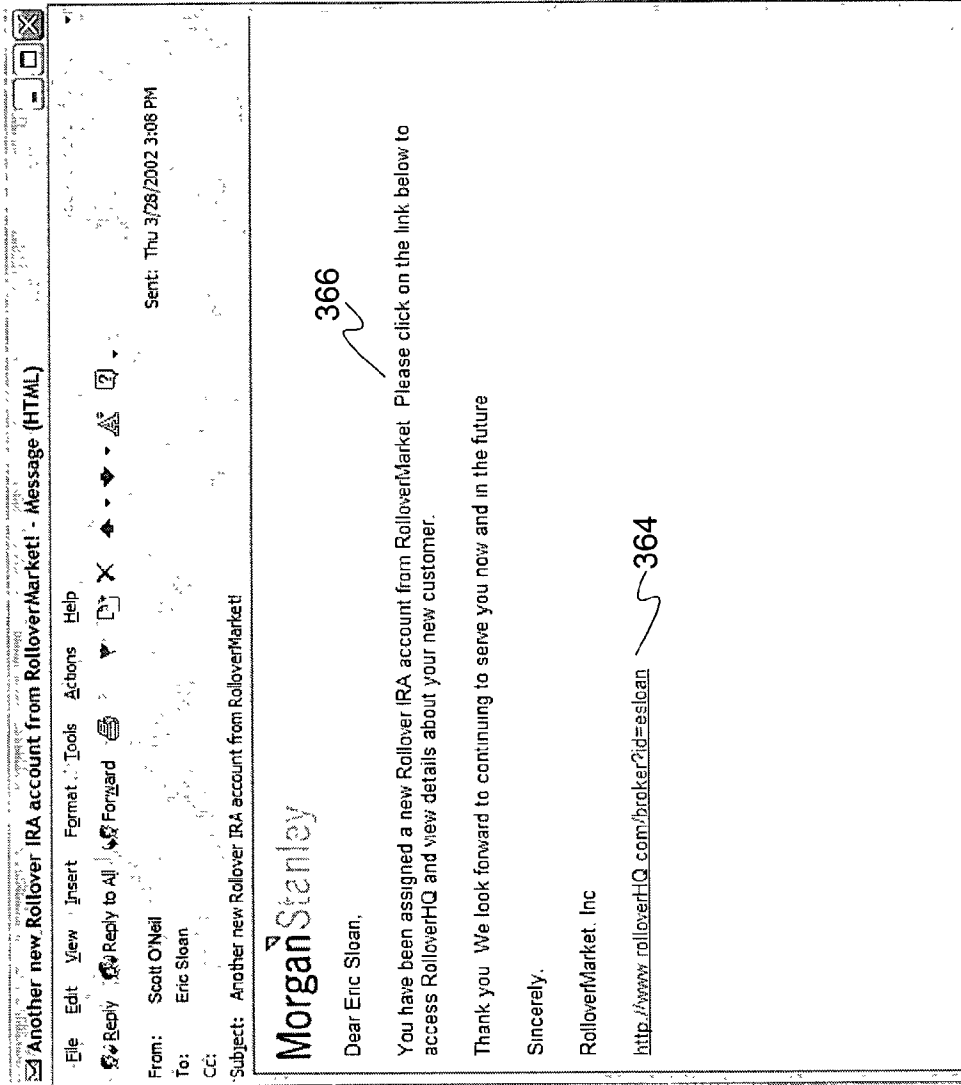 Another new Rollover IRA account from RolloverMarket! - Message (HTML)
File Edit View Insert Format Tools Actions Help
Reply Reply to All Forward
From: Scott O'Neil Sent: Thu 3/28/2002 3:08 PM
To: Eric Sloan
Cc:
Subject: Another new Rollover IRA account from RolloverMarket!
MorganStanley
Dear Eric Sloan,
366
You have been assigned a new Rollover IRA account from RolloverMarket Please click on the link below to
access RolloverHQ and view details about your new customer.
Thank you We look forward to continuing to serve you now and in the future
Sincerely.
RolloverMarket. Inc
http://www rolloverHQ com/broker?id=esloan 364